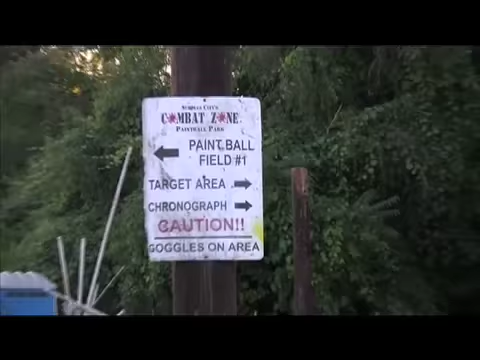 Surplus City's
COMBAT ZONE
PAINTBALL PARK
PAINTBALL
FIELD #1
TARGET AREA
CHRONOGRAPH
CAUTION!!
GOGGLES ON AREA